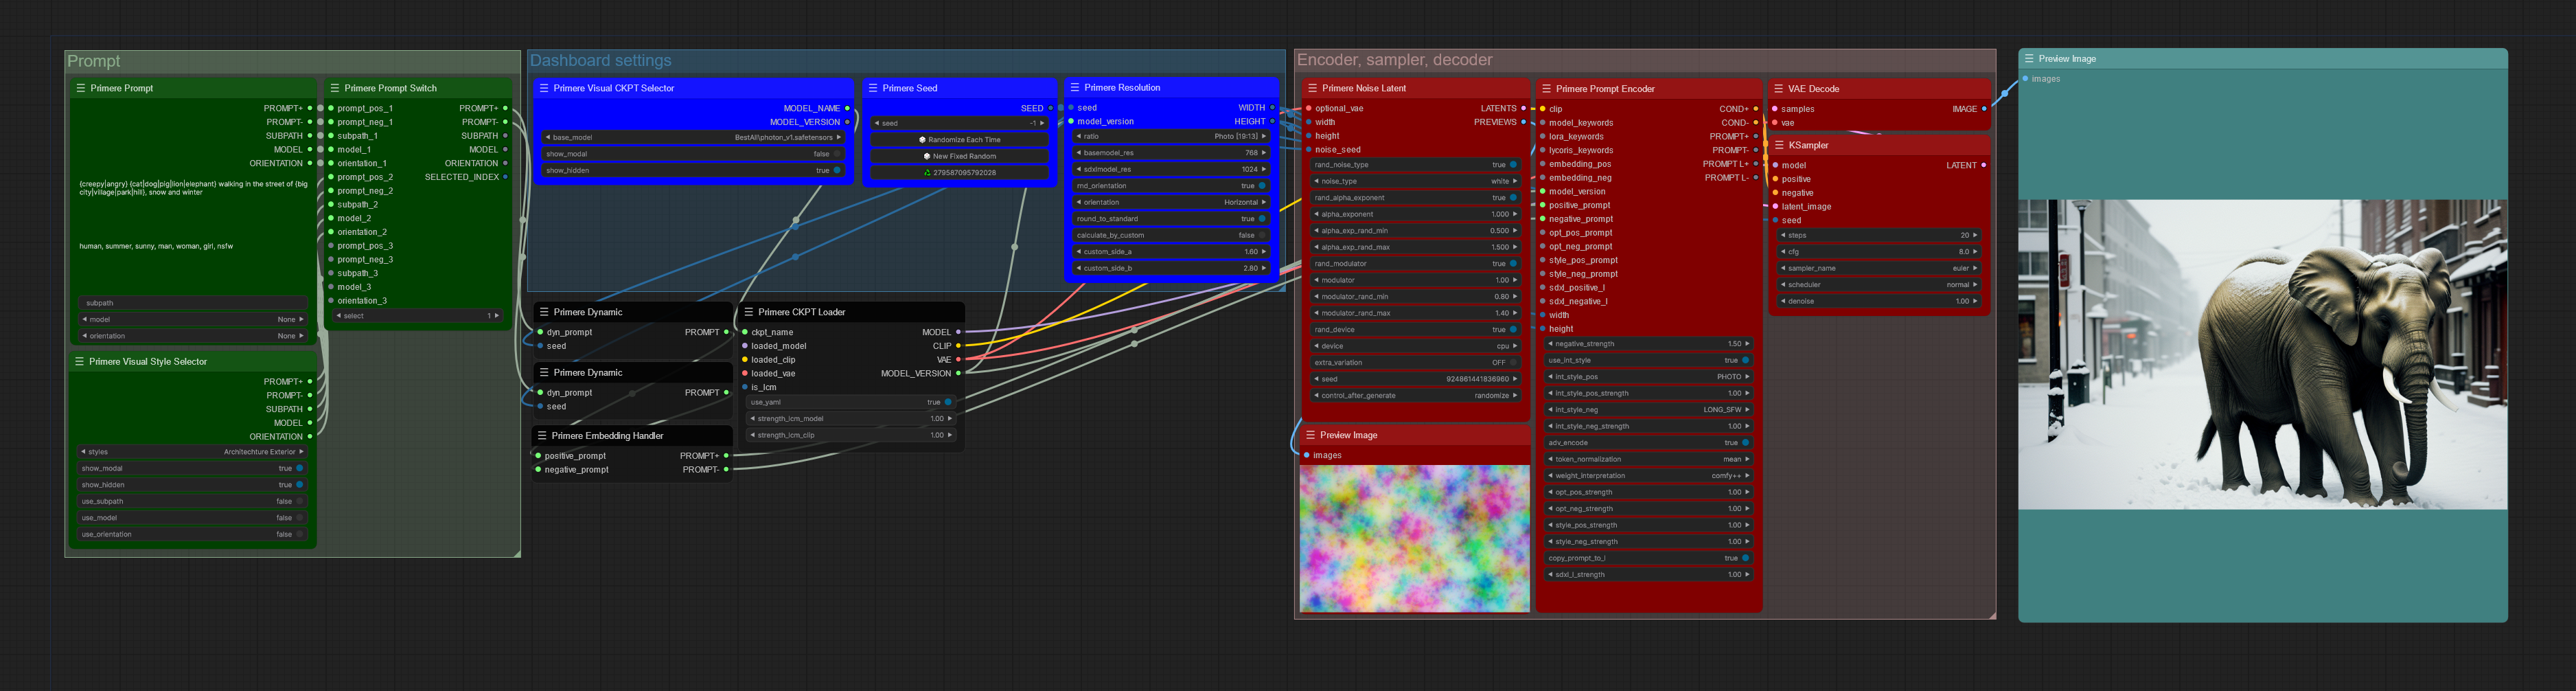 Prompt
Primere Prompt
PROMPT+
PROMPT-
SUBPATH
MODEL
ORIENTATION
{creepy|angry} {cat|dog|pig|lion|elephant} walking in the street of {big
city|village|park|hill}, snow and winter
human, summer, sunny, man, woman, girl, nsfw
subpath
model None
orientation None
Primere Visual Style Selector
PROMPT+
PROMPT-
SUBPATH
MODEL
ORIENTATION
styles Architechture Exterior
show_modal true
show_hidden true
use_subpath false
use_model false
use_orientation false
Primere Prompt Switch
prompt_pos_1 PROMPT+
prompt_neg_1 PROMPT-
subpath_1 SUBPATH
model_1 MODEL
orientation_1 ORIENTATION
prompt_pos_2 SELECTED_INDEX
prompt_neg_2
subpath_2
model_2
orientation_2
prompt_pos_3
prompt_neg_3
subpath_3
model_3
orientation_3
select 1
Dashboard settings
Primere Visual CKPT Selector
MODEL_NAME
MODEL_VERSION
base_model BestAI\photon_v1.safetensors
show_modal false
show_hidden true
Primere Seed
SEED
seed -1
Randomize Each Time
New Fixed Random
279587095792028
Primere Resolution
seed WIDTH
model_version HEIGHT
ratio Photo [19:13]
basemodel_res 768
sdxlmodel_res 1024
rnd_orientation true
orientation Horizontal
round_to_standard true
calculate_by_custom false
custom_side_a 1.60
custom_side_b 2.80
Primere Dynamic
dyn_prompt PROMPT
seed
Primere Dynamic
dyn_prompt PROMPT
seed
Primere Embedding Handler
positive_prompt PROMPT+
negative_prompt PROMPT-
Primere CKPT Loader
ckpt_name MODEL
loaded_model CLIP
loaded_clip VAE
loaded_vae MODEL_VERSION
is_lcm
use_yaml true
strength_lcm_model 1.00
strength_lcm_clip 1.00
Encoder, sampler, decoder
Primere Noise Latent
optional_vae LATENTS
width PREVIEWS
height
noise_seed
rand_noise_type true
noise_type white
rand_alpha_exponent true
alpha_exponent 1.000
alpha_exp_rand_min 0.500
alpha_exp_rand_max 1.500
rand_modulator true
modulator 1.00
modulator_rand_min 0.80
modulator_rand_max 1.40
rand_device true
device cpu
extra_variation OFF
seed 924861441836960
control_after_generate randomize
Preview Image
images
Primere Prompt Encoder
clip COND+
model_keywords COND-
lora_keywords PROMPT+
lycoris_keywords PROMPT-
embedding_pos PROMPT L+
embedding_neg PROMPT L-
model_version
positive_prompt
negative_prompt
opt_pos_prompt
opt_neg_prompt
style_pos_prompt
style_neg_prompt
sdxl_positive_l
sdxl_negative_l
width
height
negative_strength 1.50
use_int_style true
int_style_pos PHOTO
int_style_pos_strength 1.00
int_style_neg LONG_SFW
int_style_neg_strength 1.00
adv_encode true
token_normalization mean
weight_interpretation comfy++
opt_pos_strength 1.00
opt_neg_strength 1.00
style_pos_strength 1.00
style_neg_strength 1.00
copy_prompt_to_l true
sdxl_l_strength 1.00
VAE Decode
samples IMAGE
vae
KSampler
model LATENT
positive
negative
latent_image
seed
steps 20
cfg 8.0
sampler_name euler
scheduler normal
denoise 1.00
Preview Image
images